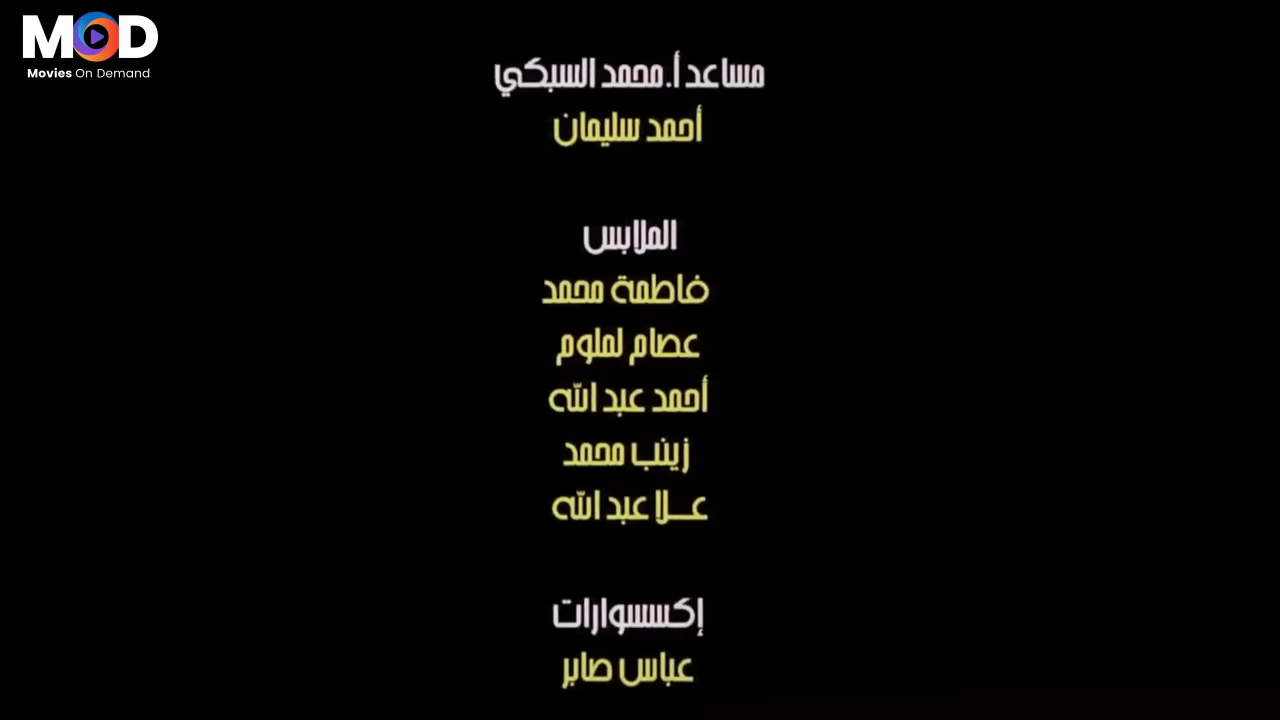 MOD
Movies On Demand
مساعد أ.محمد السبكي
أحمد سليمان
الملابس
فاطمة محمد
عصام لملوم
أحمد عبد الله
زينب محمد
عـلا عبد الله
إكسسوارات
عباس صابر